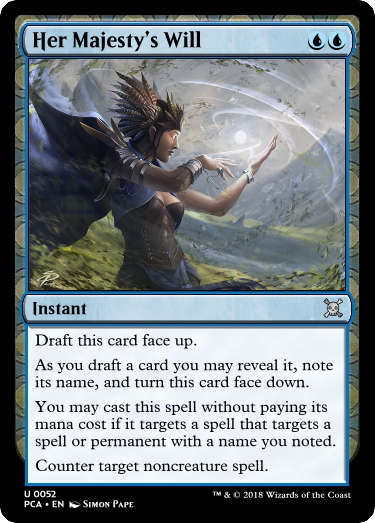 Her Majesty's Will
Instant
Draft this card face up.
As you draft a card you may reveal it, note
its name, and turn this card face down.
You may cast this spell without paying its
mana cost if it targets a spell that targets a
spell or permanent with a name you noted.
Counter target noncreature spell.
U 0052
PCA • EN Simon Pape
™ & © 2018 Wizards of the Coast